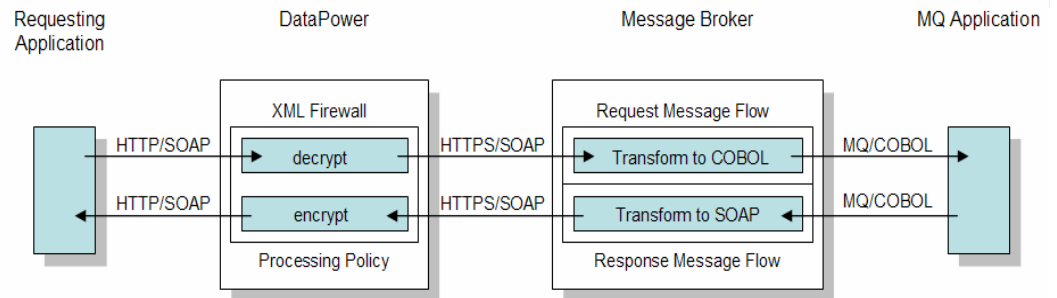 Requesting
Application
DataPower
Message Broker
MQ Application
XML Firewall
Request Message Flow
HTTP/SOAP
decrypt
HTTPS/SOAP
Transform to COBOL
MQ/COBOL
HTTP/SOAP
encrypt
HTTPS/SOAP
Transform to SOAP
MQ/COBOL
Processing Policy
Response Message Flow